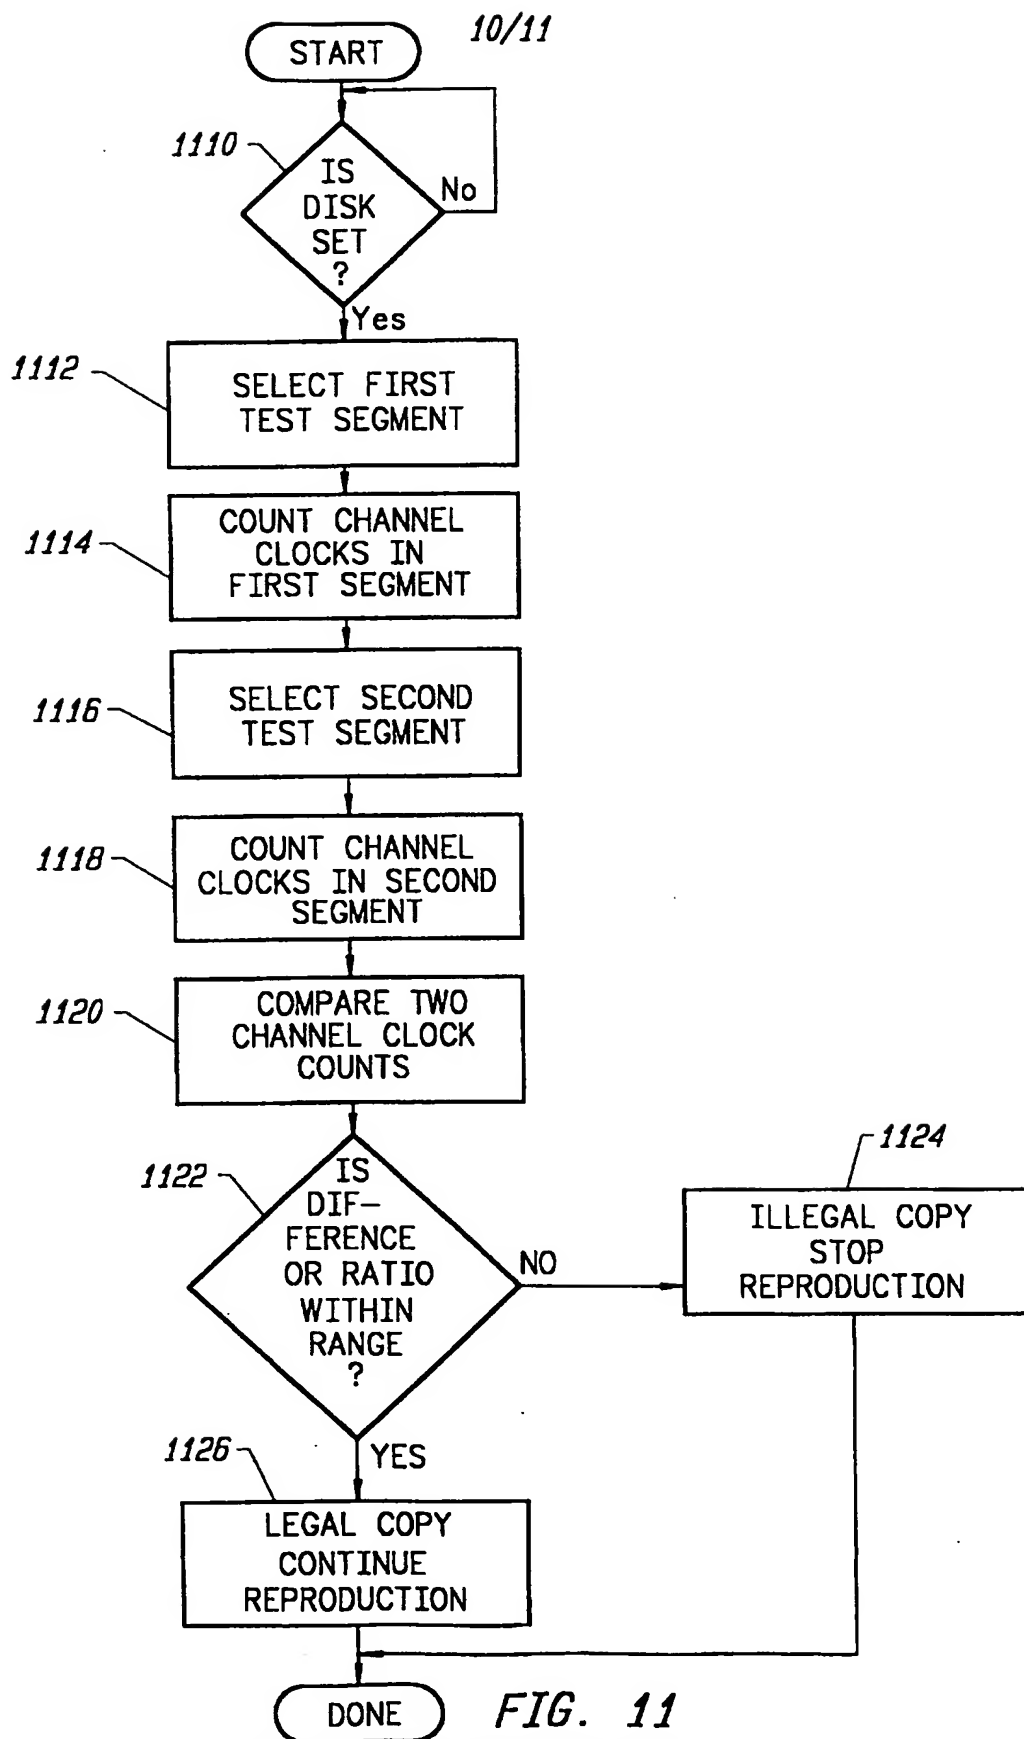 10/11
START
1110
IS
DISK
SET
?
No
Yes
1112
SELECT FIRST
TEST SEGMENT
1114
COUNT CHANNEL
CLOCKS IN
FIRST SEGMENT
1116
SELECT SECOND
TEST SEGMENT
1118
COUNT CHANNEL
CLOCKS IN SECOND
SEGMENT
1120
COMPARE TWO
CHANNEL CLOCK
COUNTS
1122
IS
DIF-
FERENCE
OR RATIO
WITHIN
RANGE
?
NO
1124
ILLEGAL COPY
STOP
REPRODUCTION
YES
1126
LEGAL COPY
CONTINUE
REPRODUCTION
DONE
FIG. 11